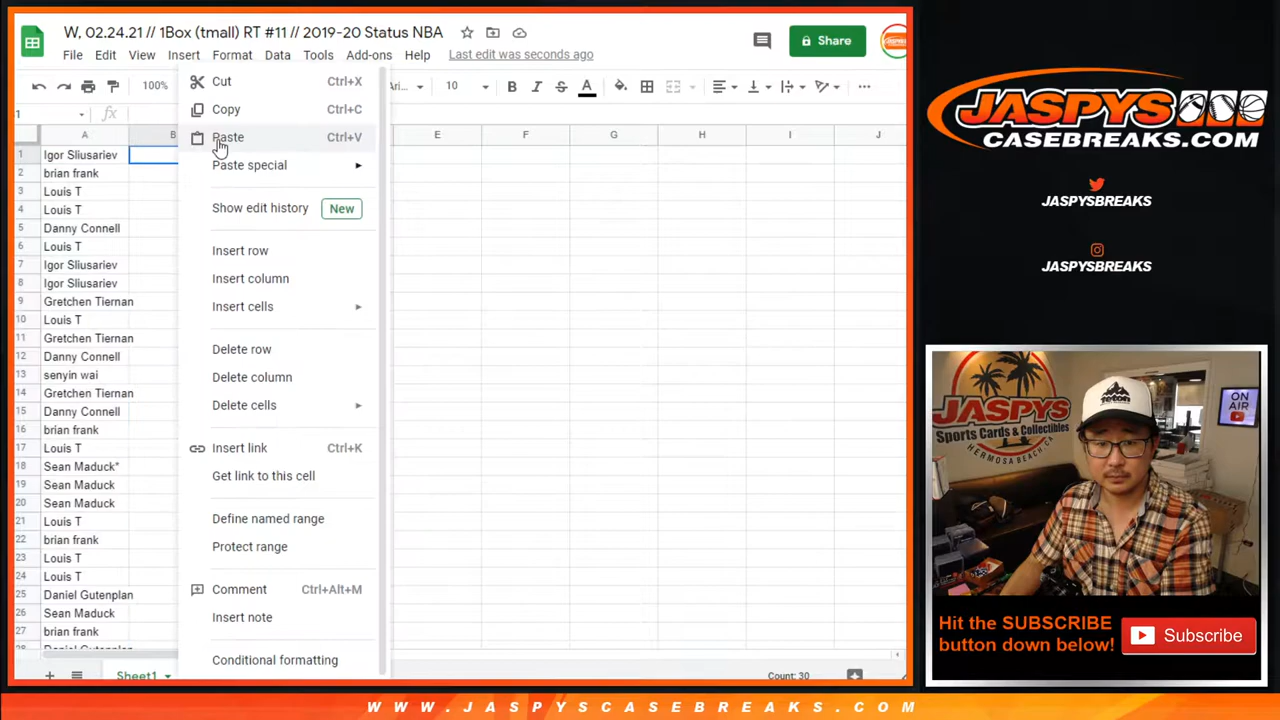 W, 02.24.21 // 1Box (tmall) RT #11 // 2019-20 Status NBA
File Edit View Insert Format Data Tools Add-ons Help Last edit was seconds ago
Share
100% Ari... 10 B I S A
1
A B E F G H I J
1 Igor Sliusariev
2 brian frank
3 Louis T
4 Louis T
5 Danny Connell
6 Louis T
7 Igor Sliusariev
8 Igor Sliusariev
9 Gretchen Tiernan
10 Louis T
11 Gretchen Tiernan
12 Danny Connell
13 senyin wai
14 Gretchen Tiernan
15 Danny Connell
16 brian frank
17 Louis T
18 Sean Maduck*
19 Sean Maduck
20 Sean Maduck
21 Louis T
22 brian frank
23 Louis T
24 Louis T
25 Daniel Gutenplan
26 Sean Maduck
27 brian frank
28 Daniel Gutenplan
Cut Ctrl+X
Copy Ctrl+C
Paste Ctrl+V
Paste special
Show edit history New
Insert row
Insert column
Insert cells
Delete row
Delete column
Delete cells
Insert link Ctrl+K
Get link to this cell
Define named range
Protect range
Comment Ctrl+Alt+M
Insert note
Conditional formatting
Sheet1
Count: 30
JASPYS
CASEBREAKS.COM
JASPYSBREAKS
JASPYSBREAKS
JASPYS
Sports Cards & Collectibles
HERMOSA BEACH, CA
ON
AIR
teton
Hit the SUBSCRIBE
button down below!
Subscribe
WWW.JASPYSCASEBREAKS.COM